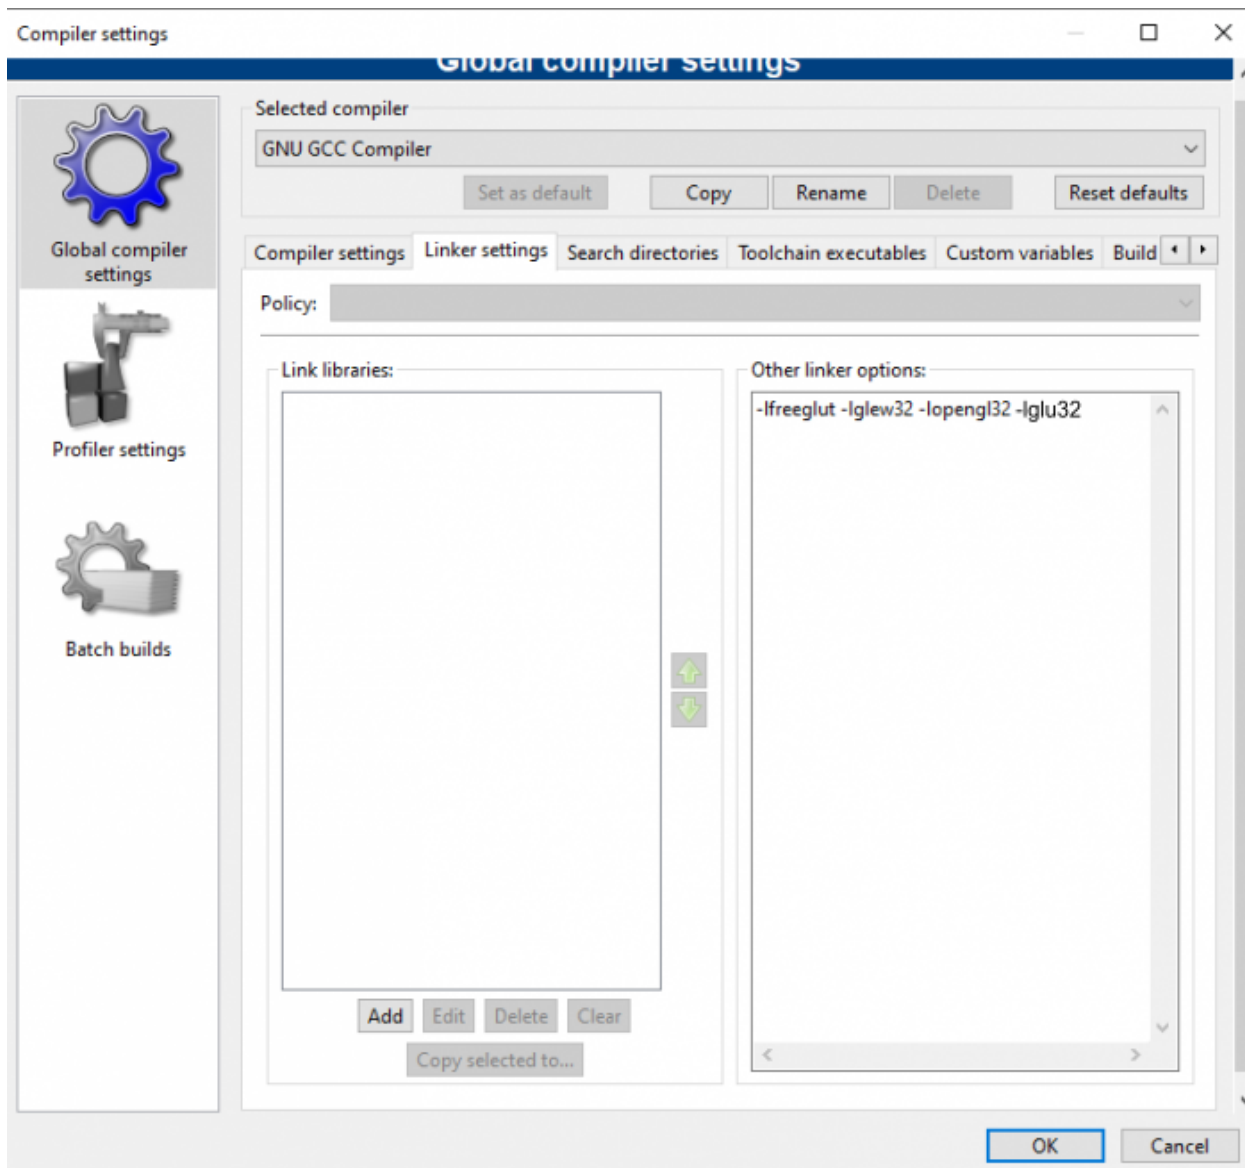 Compiler settings
Global compiler settings
Global compiler
settings
Profiler settings
Batch builds
Selected compiler
GNU GCC Compiler
Set as default Copy Rename Delete Reset defaults
Compiler settings Linker settings Search directories Toolchain executables Custom variables Build
Policy:
Link libraries:
Add Edit Delete Clear
Copy selected to...
Other linker options:
-lfreeglut -lglew32 -lopengl32 -lglu32
OK Cancel